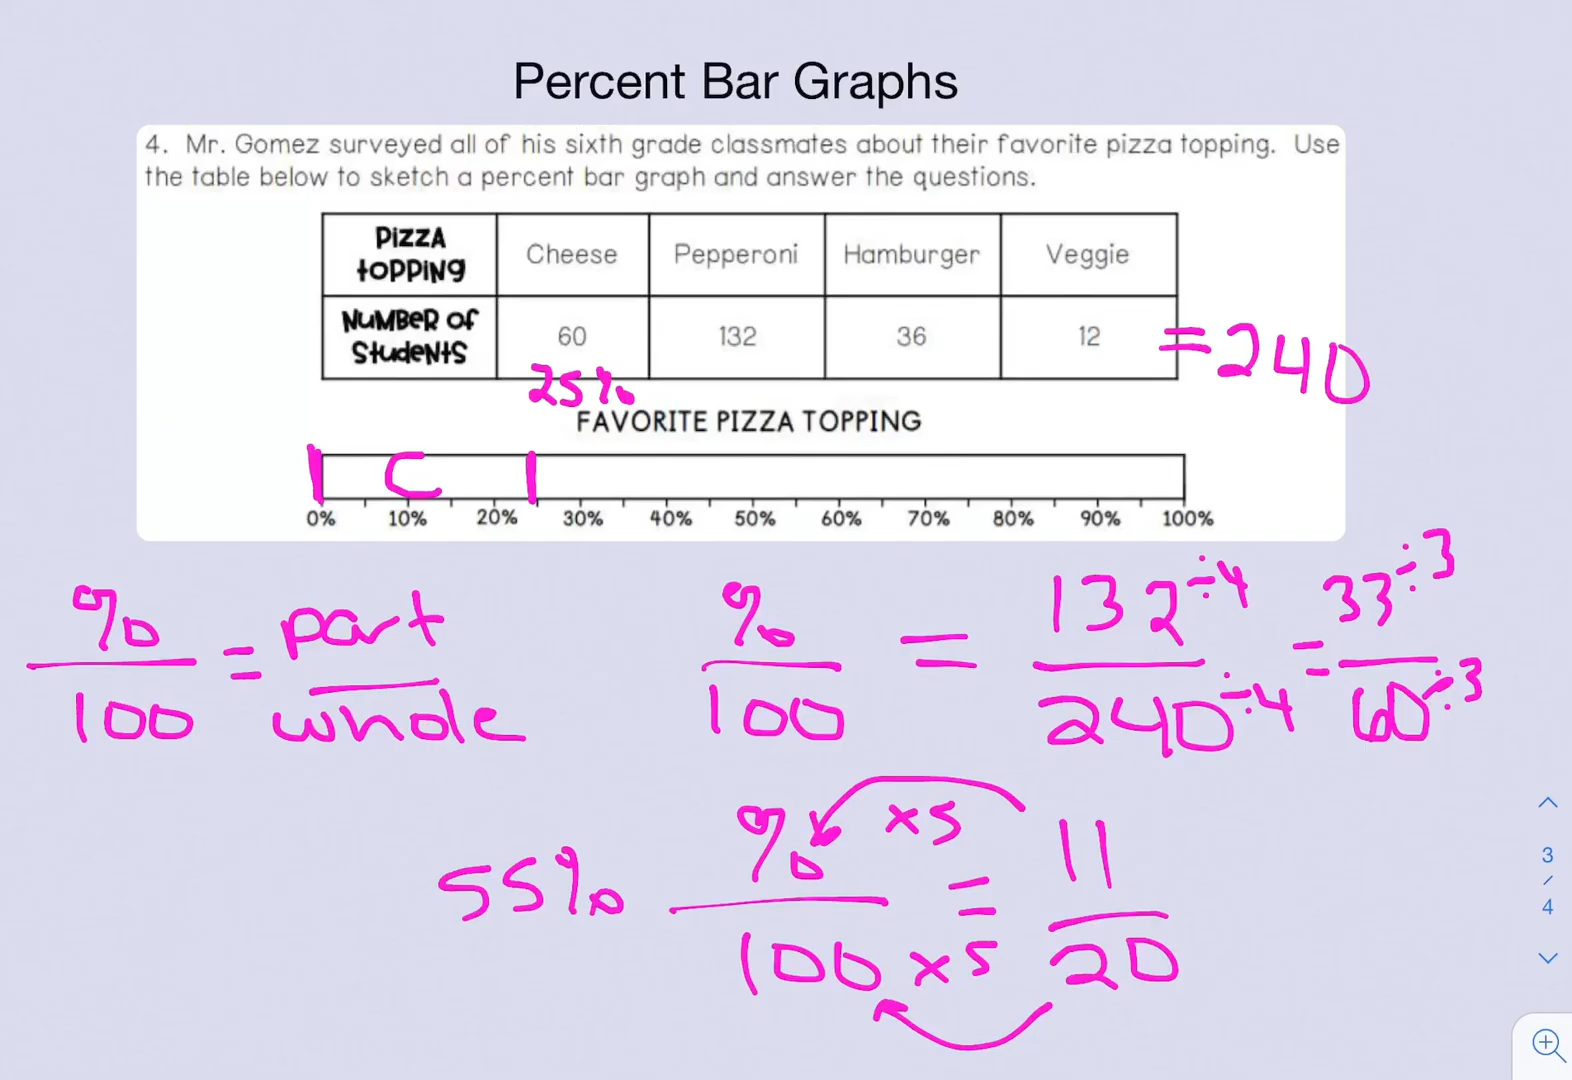 Percent Bar Graphs
4. Mr. Gomez surveyed all of his sixth grade classmates about their favorite pizza topping. Use
the table below to sketch a percent bar graph and answer the questions.
PIZZA TOPPING Cheese Pepperoni Hamburger Veggie
NUMBER OF STUDENTS 60 132 36 12 = 240
25%
FAVORITE PIZZA TOPPING
C
0% 10% 20% 30% 40% 50% 60% 70% 80% 90% 100%
%/100 = part/whole
%/100 = 132÷4/240÷4 = 33÷3/60÷3
55%
%/100 = 11/20
×5
×5
3/4